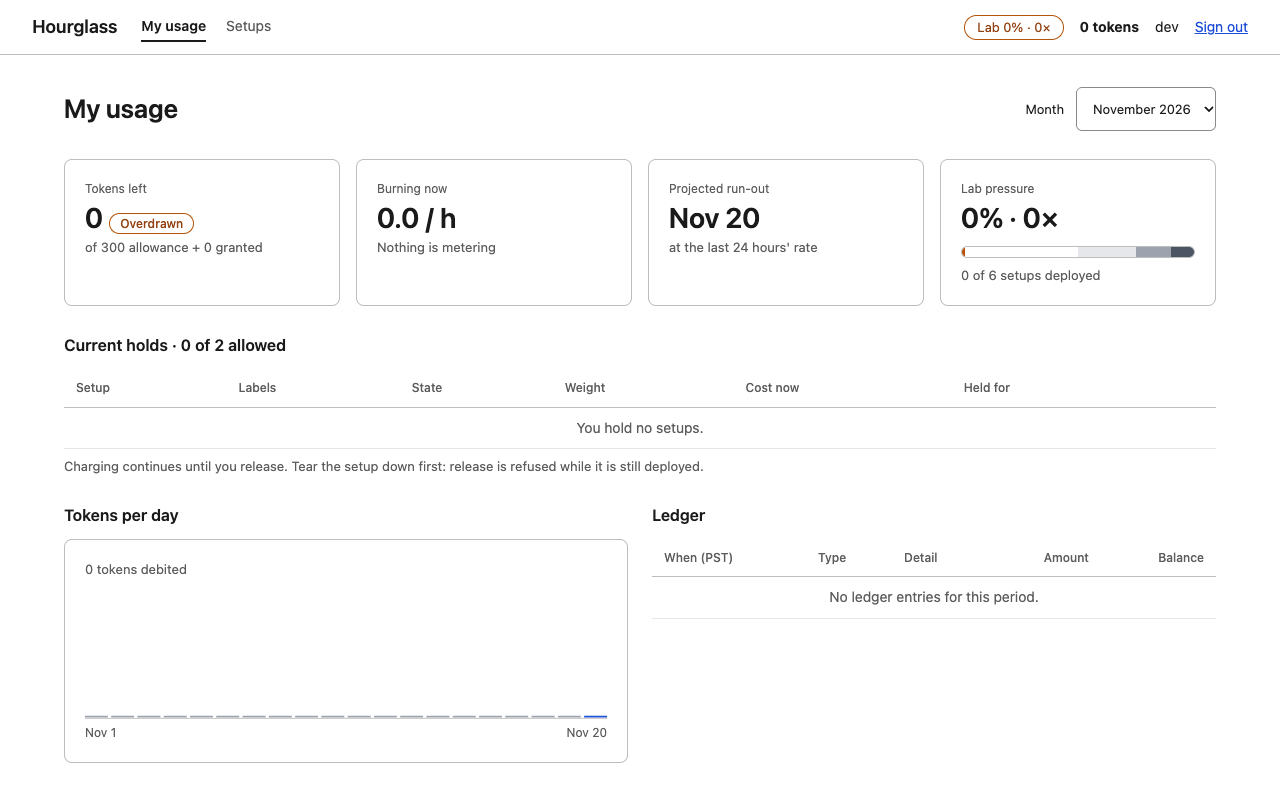 Hourglass My usage Setups Lab 0% · 0× 0 tokens dev Sign out
My usage Month November 2026
Tokens left
0 Overdrawn
of 300 allowance + 0 granted
Burning now
0.0 / h
Nothing is metering
Projected run-out
Nov 20
at the last 24 hours' rate
Lab pressure
0% · 0×
0 of 6 setups deployed
Current holds · 0 of 2 allowed
Setup Labels State Weight Cost now Held for
You hold no setups.
Charging continues until you release. Tear the setup down first: release is refused while it is still deployed.
Tokens per day
0 tokens debited
Nov 1 Nov 20
Ledger
When (PST) Type Detail Amount Balance
No ledger entries for this period.